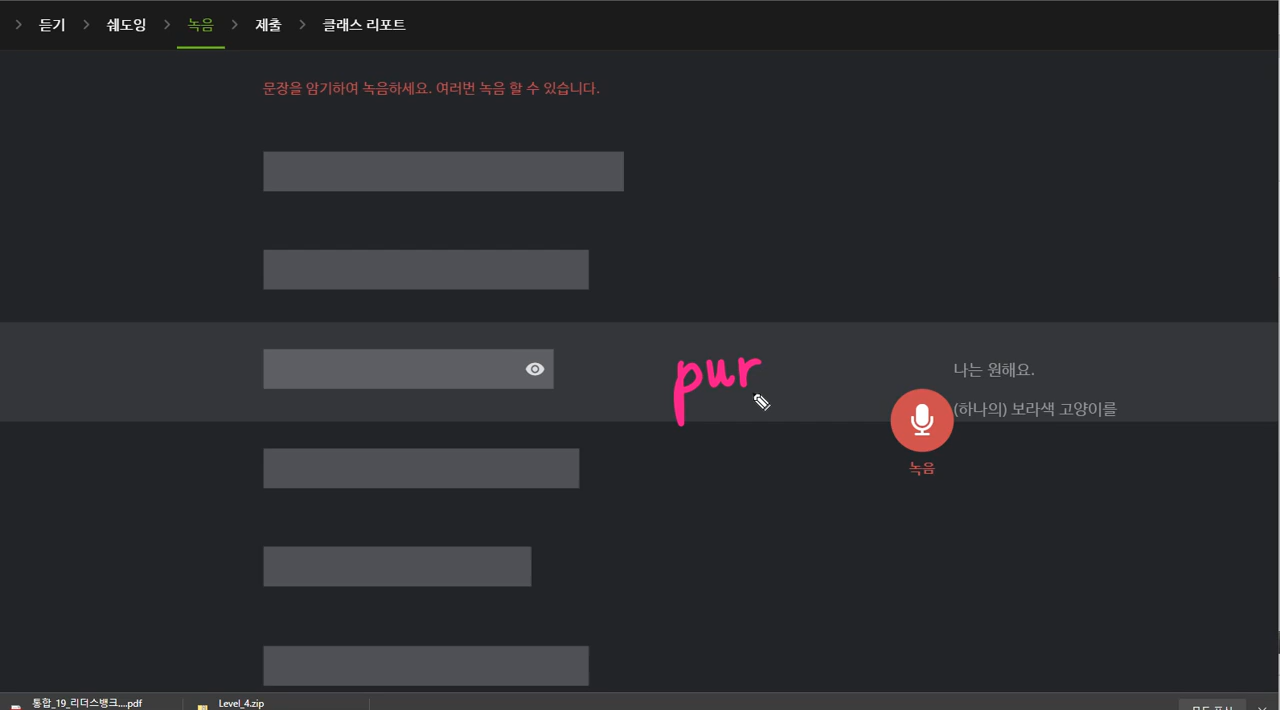 듣기 > 쉐도잉 > 녹음 > 제출 > 클래스 리포트
문장을 암기하여 녹음하세요. 여러번 녹음 할 수 있습니다.
pur
나는 원해요.
(하나의) 보라색 고양이를
녹음
통합_19_리더스뱅크....pdf
Level_4.zip